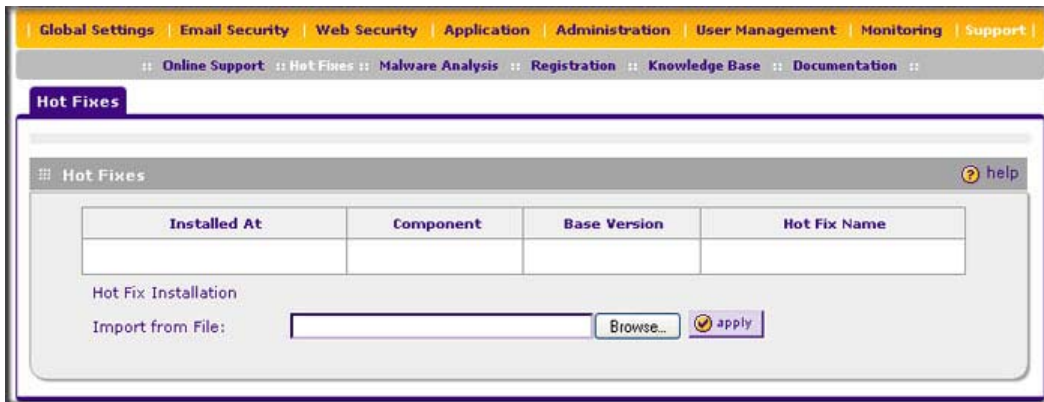 Global Settings | Email Security | Web Security | Application | Administration | User Management | Monitoring | Support |
:: Online Support :: Hot Fixes :: Malware Analysis :: Registration :: Knowledge Base :: Documentation ::
Hot Fixes
Hot Fixes ? help
Installed At Component Base Version Hot Fix Name
Hot Fix Installation
Import from File: Browse... apply